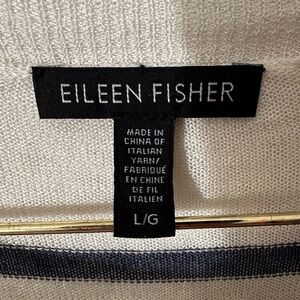 EILEEN FISHER
MADE IN
CHINA OF
ITALIAN
YARN/
FABRIQUÉ
EN CHINE
DE FIL
ITALIEN
L/G